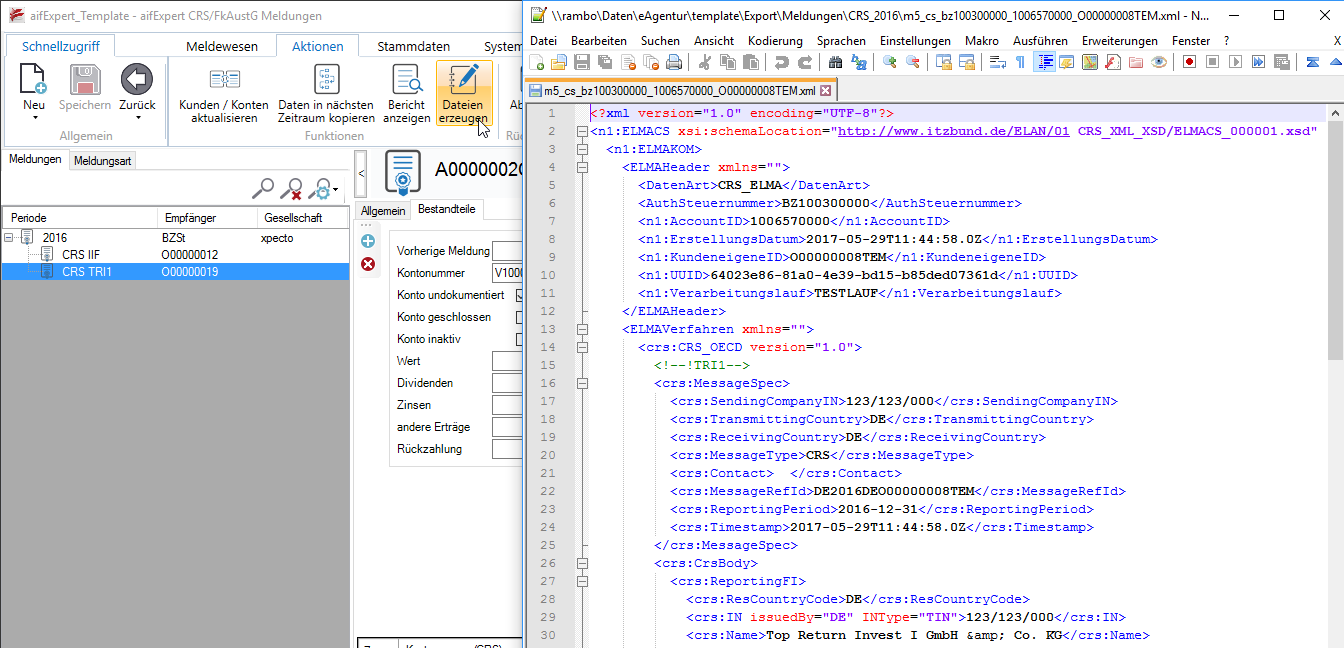 aifExpert_Template - aifExpert CRS/FkAustG Meldungen
Schnellzugriff
Meldewesen
Aktionen
Stammdaten
System
Neu
Speichern
Zurück
Kunden / Konten
aktualisieren
Daten in nächsten
Zeitraum kopieren
Bericht
anzeigen
Dateien
erzeugen
Allgemein
Funktionen
Meldungen
Meldungsart
<
A0000002
Periode
Empfänger
Gesellschaft
2016
BZSt
xpecto
CRS IIF
O00000012
CRS TRI1
O00000019
Allgemein
Bestandteile
Vorherige Meldung
Kontonummer
V1000
Konto undokumentiert
Konto geschlossen
Konto inaktiv
Wert
Dividenden
Zinsen
andere Erträge
Rückzahlung
\\rambo\Daten\eAgentur\template\Export\Meldungen\CRS_2016\m5_cs_bz100300000_1006570000_O00000008TEM.xml - N...
Datei Bearbeiten Suchen Ansicht Kodierung Sprachen Einstellungen Makro Ausführen Erweiterungen Fenster ? X
m5_cs_bz100300000_1006570000_O00000008TEM.xml
1 <?xml version="1.0" encoding="UTF-8"?>
2 <n1:ELMACS xsi:schemaLocation="http://www.itzbund.de/ELAN/01 CRS_XML_XSD/ELMACS_000001.xsd"
3 <n1:ELMAKOM>
4 <ELMAHeader xmlns="">
5 <DatenArt>CRS_ELMA</DatenArt>
6 <AuthSteuernummer>BZ100300000</AuthSteuernummer>
7 <n1:AccountID>1006570000</n1:AccountID>
8 <n1:ErstellungsDatum>2017-05-29T11:44:58.0Z</n1:ErstellungsDatum>
9 <n1:KundeneigeneID>O00000008TEM</n1:KundeneigeneID>
10 <n1:UUID>64023e86-81a0-4e39-bd15-b85ded07361d</n1:UUID>
11 <n1:Verarbeitungslauf>TESTLAUF</n1:Verarbeitungslauf>
12 </ELMAHeader>
13 <ELMAVerfahren xmlns="">
14 <crs:CRS_OECD version="1.0">
15 <!--!TRI1-->
16 <crs:MessageSpec>
17 <crs:SendingCompanyIN>123/123/000</crs:SendingCompanyIN>
18 <crs:TransmittingCountry>DE</crs:TransmittingCountry>
19 <crs:ReceivingCountry>DE</crs:ReceivingCountry>
20 <crs:MessageType>CRS</crs:MessageType>
21 <crs:Contact> </crs:Contact>
22 <crs:MessageRefId>DE2016DEO00000008TEM</crs:MessageRefId>
23 <crs:ReportingPeriod>2016-12-31</crs:ReportingPeriod>
24 <crs:Timestamp>2017-05-29T11:44:58.0Z</crs:Timestamp>
25 </crs:MessageSpec>
26 <crs:CrsBody>
27 <crs:ReportingFI>
28 <crs:ResCountryCode>DE</crs:ResCountryCode>
29 <crs:IN issuedBy="DE" INType="TIN">123/123/000</crs:IN>
30 <crs:Name>Top Return Invest I GmbH &amp; Co. KG</crs:Name>